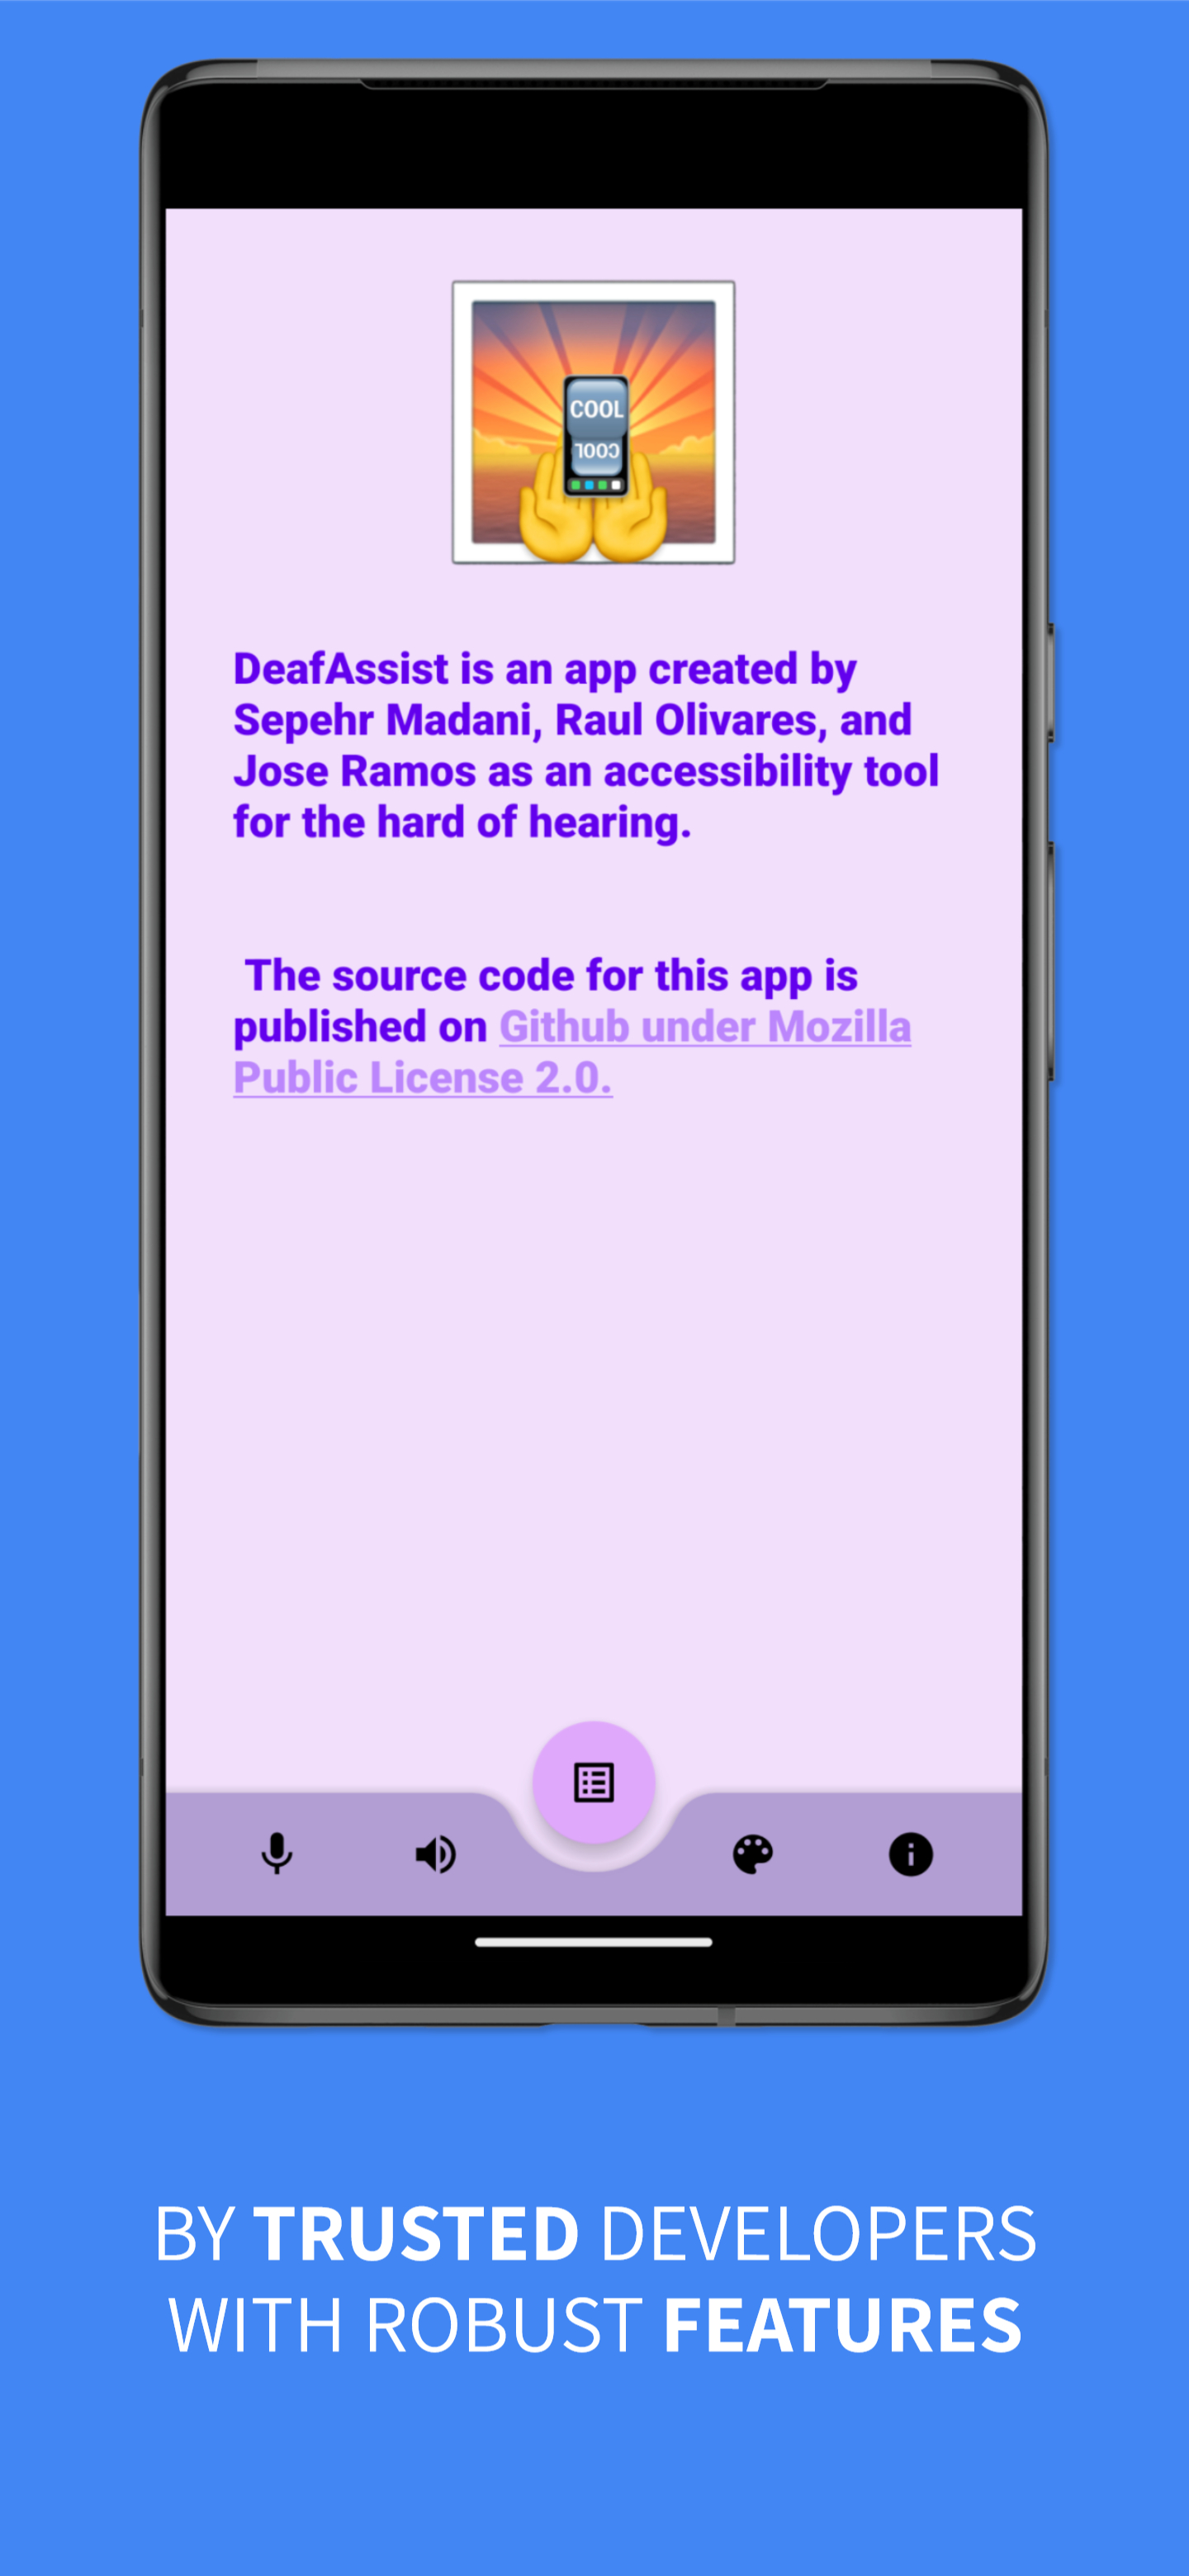 COOL
COOL
DeafAssist is an app created by
Sepehr Madani, Raul Olivares, and
Jose Ramos as an accessibility tool
for the hard of hearing.
The source code for this app is
published on Github under Mozilla
Public License 2.0.
BY TRUSTED DEVELOPERS
WITH ROBUST FEATURES